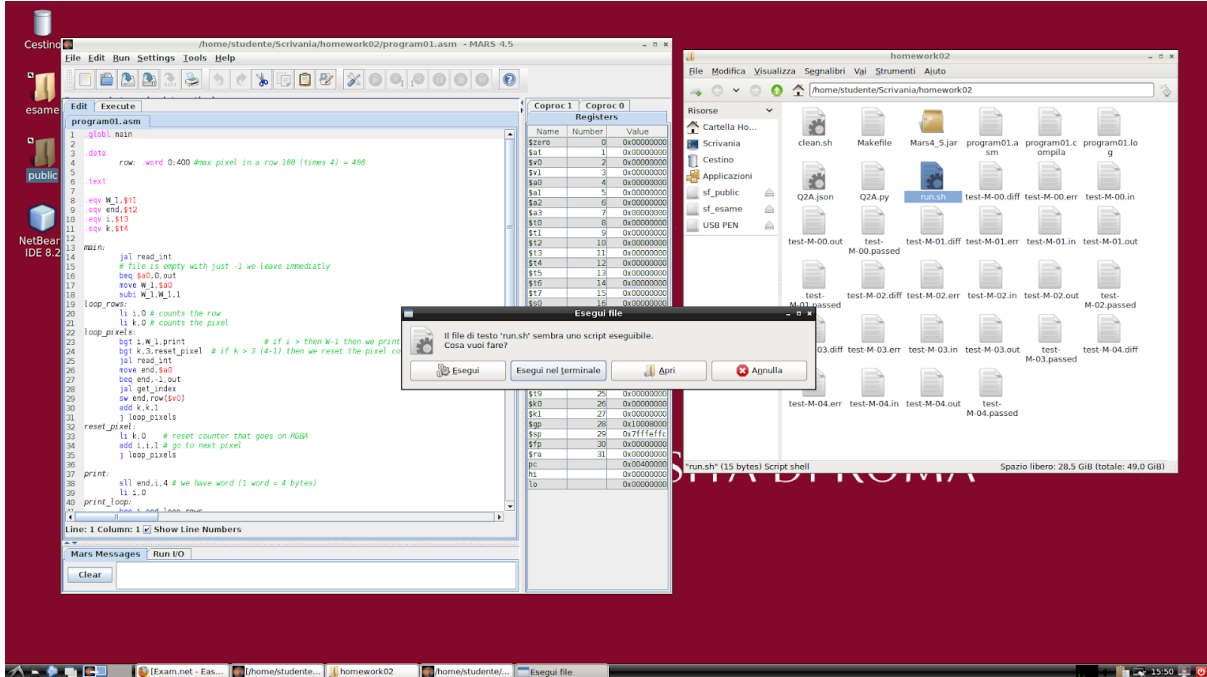 Cestino
esame
public
NetBean
IDE 8.2
/home/studente/Scrivania/homework02/program01.asm - MARS 4.5
File Edit Run Settings Tools Help
Edit Execute
program01.asm
1 .globl main
2
3 .data
4 row: .word 0:400 #max pixel in a row 100 (times 4) = 400
5
6 .text
7
8 .eqv W_1,$t1
9 .eqv end,$t2
10 .eqv i,$t3
11 .eqv k,$t4
12
13 main:
14 jal read_int
15 # file is empty with just -1 we leave immediatly
16 beq $a0,0,out
17 move W_1,$a0
18 subi W_1,W_1,1
19 loop_rows:
20 li i,0 # counts the row
21 li k,0 # counts the pixel
22 loop_pixels:
23 bgt i,W_1,print # if i > then W-1 then we print
24 bgt k,3,reset_pixel # if k > 3 (4-1) then we reset the pixel co
25 jal read_int
26 move end,$a0
27 beq end,-1,out
28 jal get_index
29 sw end,row($v0)
30 add k,k,1
31 j loop_pixels
32 reset_pixel:
33 li k,0 # reset counter that goes on RGBA
34 add i,i,1 # go to next pixel
35 j loop_pixels
36
37 print:
38 sll end,i,4 # we have word (1 word = 4 bytes)
39 li i,0
40 print_loop:
Line: 1 Column: 1 Show Line Numbers
Mars Messages Run I/O
Clear
Coproc 1 Coproc 0
Registers
Name Number Value
$zero 0 0x00000000
$at 1 0x00000000
$v0 2 0x00000000
$v1 3 0x00000000
$a0 4 0x00000000
$a1 5 0x00000000
$a2 6 0x00000000
$a3 7 0x00000000
$t0 8 0x00000000
$t1 9 0x00000000
$t2 10 0x00000000
$t3 11 0x00000000
$t4 12 0x00000000
$t5 13 0x00000000
$t6 14 0x00000000
$t7 15 0x00000000
$s0 16 0x00000000
$t9 25 0x00000000
$k0 26 0x00000000
$k1 27 0x00000000
$gp 28 0x10008000
$sp 29 0x7fffeffc
$fp 30 0x00000000
$ra 31 0x00000000
pc 0x00400000
hi 0x00000000
lo 0x00000000
Esegui file
Il file di testo 'run.sh' sembra uno script eseguibile.
Cosa vuoi fare?
Esegui Esegui nel terminale Apri Annulla
homework02
File Modifica Visualizza Segnalibri Vai Strumenti Aiuto
/home/studente/Scrivania/homework02
Risorse
Cartella Ho...
Scrivania
Cestino
Applicazioni
sf_public
sf_esame
USB PEN
clean.sh Makefile Mars4_5.jar program01.a program01.c program01.lo
sm ompila g
Q2A.json Q2A.py run.sh test-M-00.diff test-M-00.err test-M-00.in
test-M-00.out test- test-M-01.diff test-M-01.err test-M-01.in test-M-01.out
M-00.passed
test- test-M-02.diff test-M-02.err test-M-02.in test-M-02.out test-
M-01.passed M-02.passed
03.diff test-M-03.err test-M-03.in test-M-03.out test- test-M-04.diff
M-03.passed
test-M-04.err test-M-04.in test-M-04.out test-
M-04.passed
"run.sh" (15 bytes) Script shell Spazio libero: 28,5 GiB (totale: 49,0 GiB)
[Exam.net - Eas... [/home/studente... homework02 /home/studente/... Esegui file 15:50